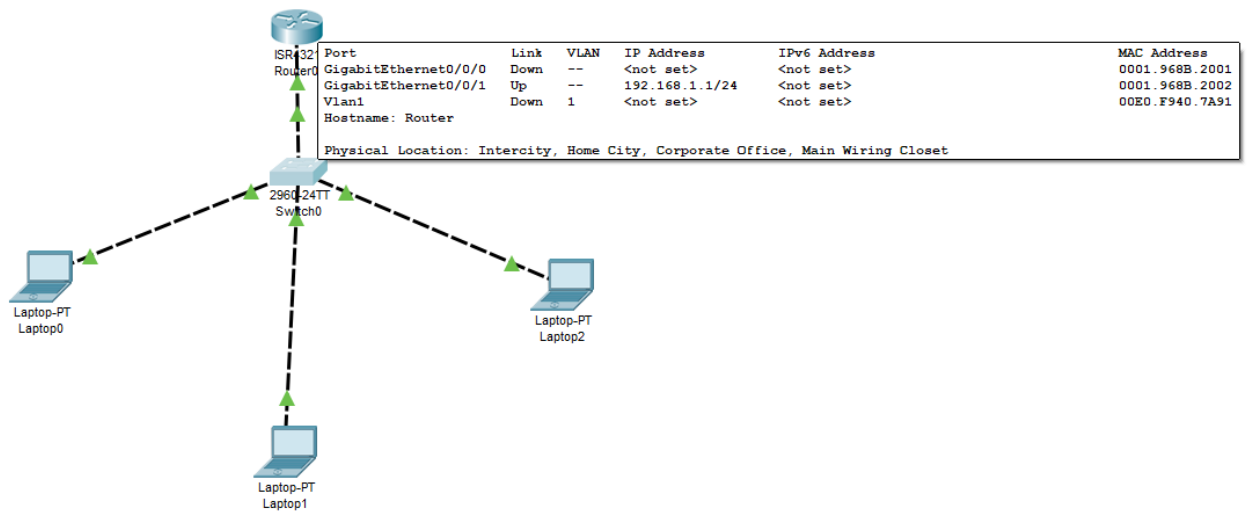 ISR4321
Router0
Port Link VLAN IP Address IPv6 Address MAC Address
GigabitEthernet0/0/0 Down -- <not set> <not set> 0001.968B.2001
GigabitEthernet0/0/1 Up -- 192.168.1.1/24 <not set> 0001.968B.2002
Vlan1 Down 1 <not set> <not set> 00E0.F940.7A91
Hostname: Router
Physical Location: Intercity, Home City, Corporate Office, Main Wiring Closet
2960-24TT
Switch0
Laptop-PT
Laptop0
Laptop-PT
Laptop2
Laptop-PT
Laptop1